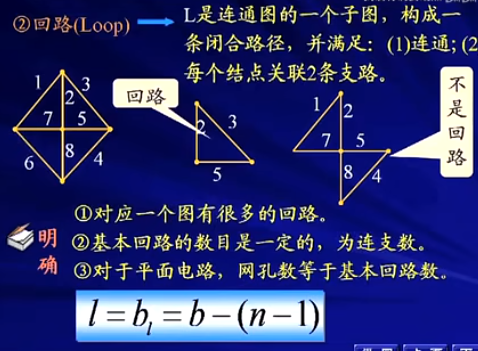 ②回路(Loop) L是连通图的一个子图，构成一
条闭合路径，并满足：(1)连通；(2
每个结点关联2条支路。
1 3
2
7 5
8
6 4
回路
2 3
5
1 2
7 5
8 4
不是回路
①对应一个图有很多的回路。
明确
②基本回路的数目是一定的，为连支数。
③对于平面电路，网孔数等于基本回路数。
l = bₗ = b − (n − 1)